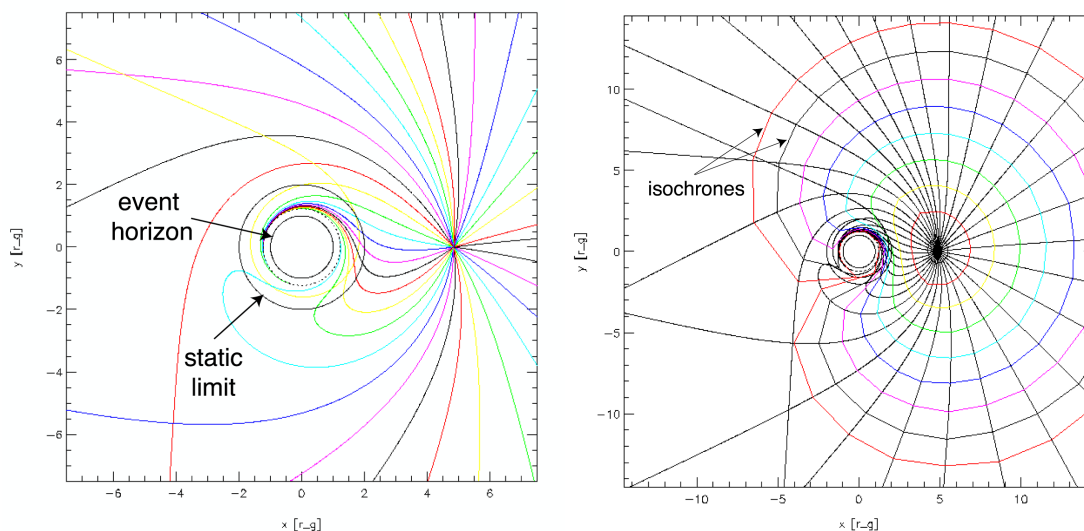 6
4
2
0
−2
−4
−6
y [r_g]
−6 −4 −2 0 2 4 6
x [r_g]
event
horizon
static
limit
10
5
0
−5
−10
y [r_g]
−10 −5 0 5 10
x [r_g]
isochrones